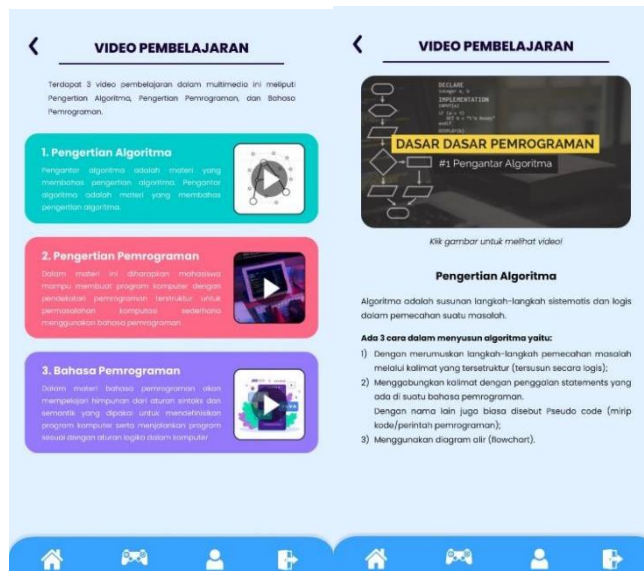 VIDEO PEMBELAJARAN
Terdapat 3 video pembelajaran dalam multimedia ini meliputi
Pengertian Algoritma, Pengertian Pemrograman, dan Bahasa
Pemrograman.
1. Pengertian Algoritma
Pengantar algoritma adalah materi yang
membahas pengertian algoritma. Pengantar
algoritma adalah materi yang membahas
pengertian algoritma.
2. Pengertian Pemrograman
Dalam materi ini diharapkan mahasiswa
mampu membuat program komputer dengan
pendekatan pemrograman terstruktur untuk
permasalahan komputasi sederhana
menggunakan bahasa pemrograman
3. Bahasa Pemrograman
Dalam materi bahasa pemrograman akan
mempelajari himpunan dari aturan sintaks dan
semantik yang dipakai untuk mendefinisikan
program komputer serta menjalankan program
sesuai dengan aturan logika dalam komputer
VIDEO PEMBELAJARAN
DECLARE
integer a, b
IMPLEMENTATION
DASAR DASAR PEMROGRAMAN
#1 Pengantar Algoritma
Klik gambar untuk melihat video!
Pengertian Algoritma
Algoritma adalah susunan langkah-langkah sistematis dan logis
dalam pemecahan suatu masalah.
Ada 3 cara dalam menyusun algoritma yaitu:
1) Dengan merumuskan langkah-langkah pemecahan masalah
melalui kalimat yang tersetruktur (tersusun secara logis);
2) Menggabungkan kalimat dengan penggalan statements yang
ada di suatu bahasa pemrograman.
Dengan nama lain juga biasa disebut Pseudo code (mirip
kode/perintah pemrograman);
3) Menggunakan diagram alir (flowchart).